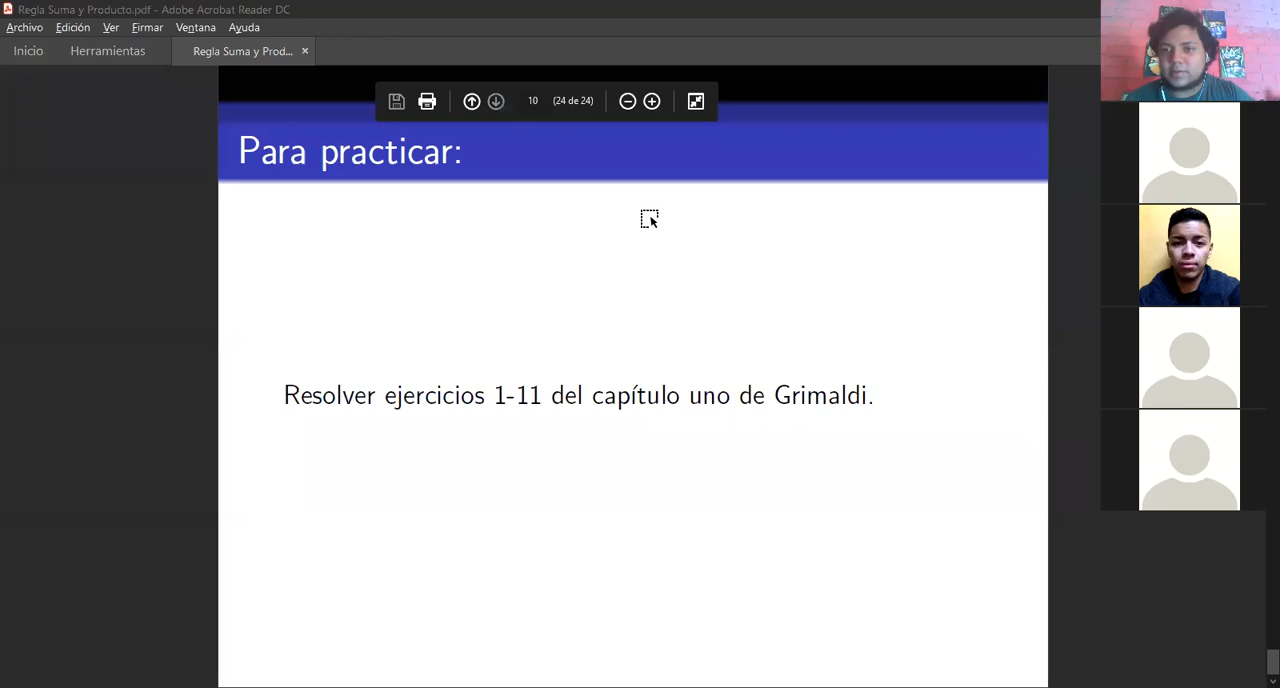 Regla Suma y Producto.pdf - Adobe Acrobat Reader DC
Archivo Edición Ver Firmar Ventana Ayuda
Inicio Herramientas Regla Suma y Prod... ×
10 (24 de 24)
Para practicar:
Resolver ejercicios 1-11 del capítulo uno de Grimaldi.